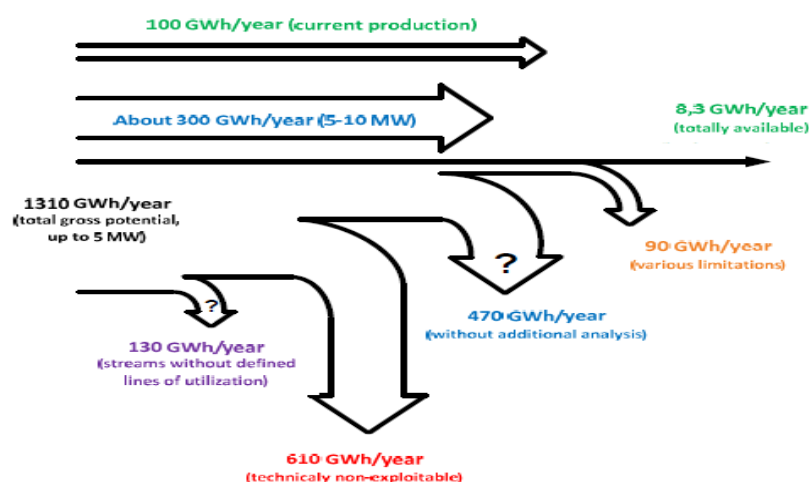 100 GWh/year (current production)
About 300 GWh/year (5-10 MW)
8,3 GWh/year
(totally available)
1310 GWh/year
(total gross potential,
up to 5 MW)
90 GWh/year
(various limitations)
?
?
470 GWh/year
(without additional analysis)
130 GWh/year
(streams without defined
lines of utilization)
610 GWh/year
(technicaly non-exploitable)